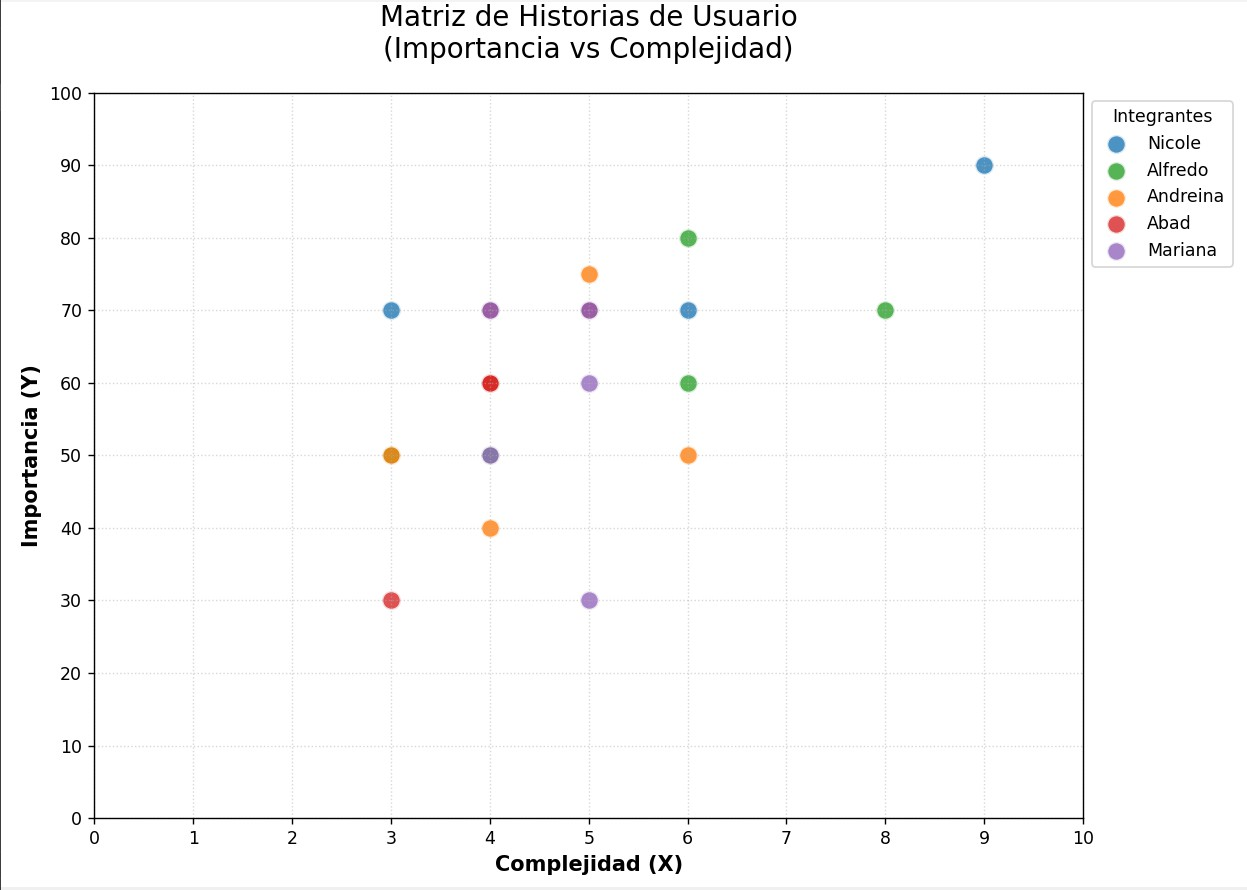 Matriz de Historias de Usuario
(Importancia vs Complejidad)
100
90
80
70
60
50
40
30
20
10
0
Importancia (Y)
0 1 2 3 4 5 6 7 8 9 10
Complejidad (X)
Integrantes
Nicole
Alfredo
Andreina
Abad
Mariana